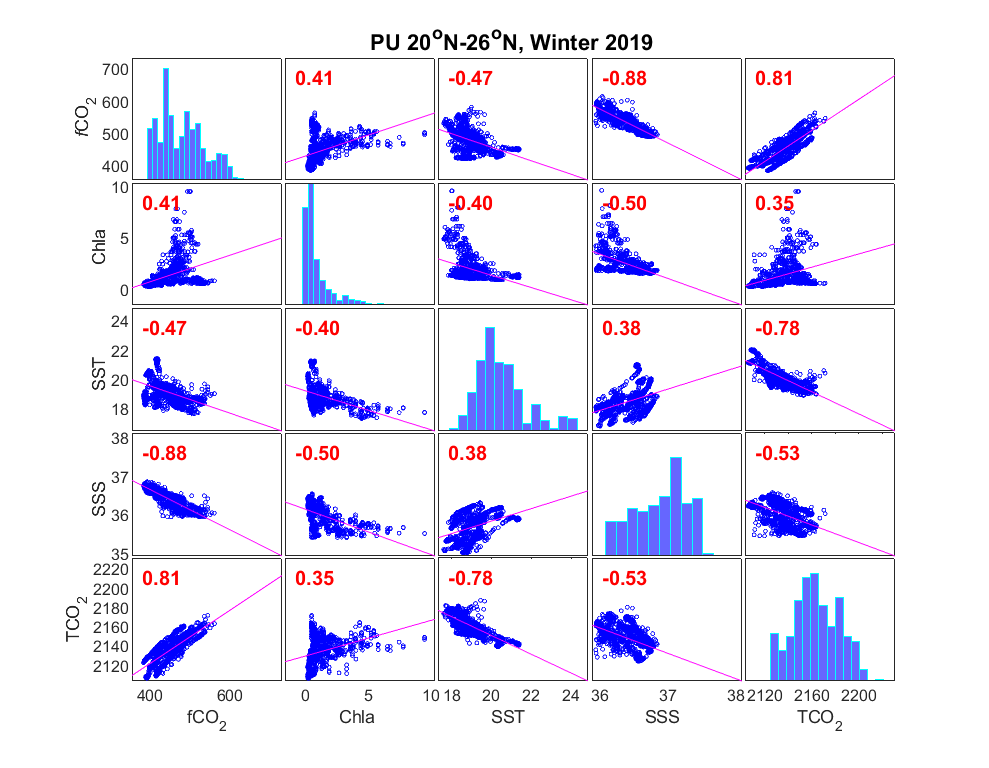 PU 20°N-26°N, Winter 2019
fCO₂ 700 600 500 400 0.41 -0.47 -0.88 0.81
Chla 10 5 0 0.41 -0.40 -0.50 0.35
SST 24 22 20 18 -0.47 -0.40 0.38 -0.78
SSS 38 37 36 35 -0.88 -0.50 0.38 -0.53
TCO₂ 2220 2200 2180 2160 2140 2120 0.81 0.35 -0.78 -0.53
400 600 0 5 10 18 20 22 24 36 37 38 2120 2160 2200
fCO₂ Chla SST SSS TCO₂